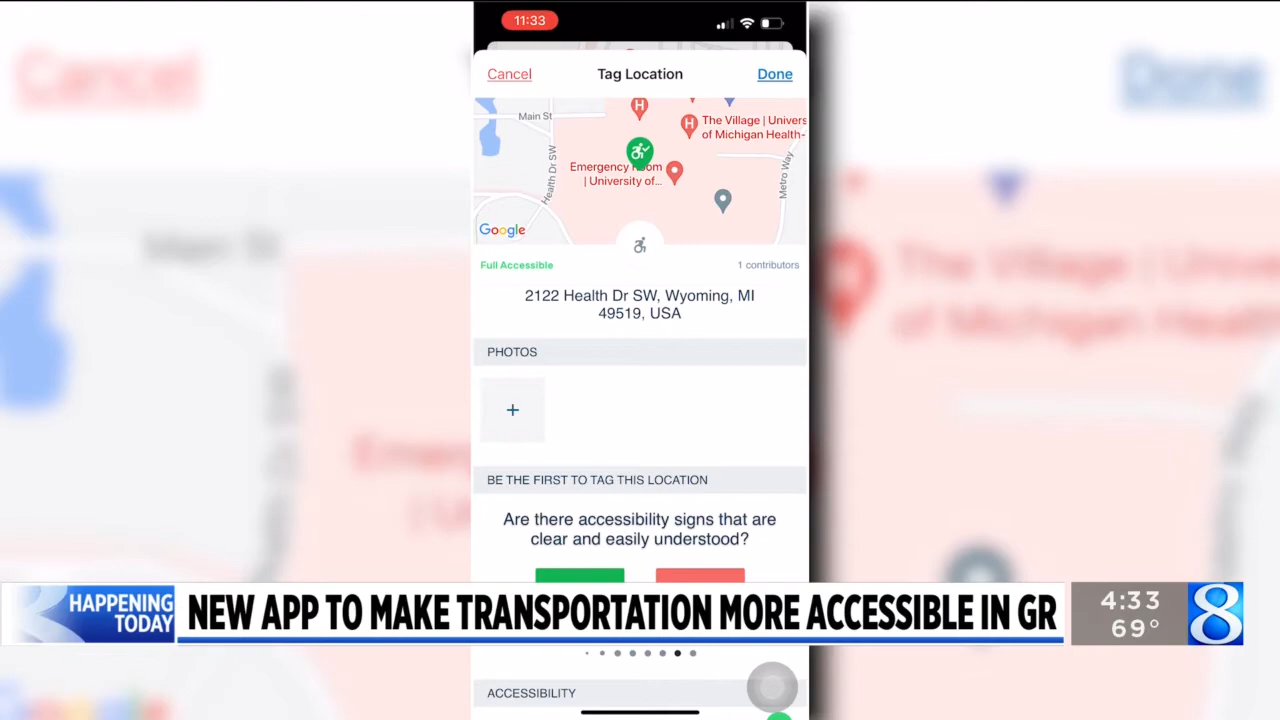 11:33
Cancel
Tag Location
Done
Main St
H
H
The Village | Univers
of Michigan Health-
Health Dr SW
Emergency Room
| University of...
Metro Way
Google
Full Accessible
1 contributors
2122 Health Dr SW, Wyoming, MI
49519, USA
PHOTOS
+
BE THE FIRST TO TAG THIS LOCATION
Are there accessibility signs that are
clear and easily understood?
HAPPENING
TODAY
NEW APP TO MAKE TRANSPORTATION MORE ACCESSIBLE IN GR
4:33
69°
8
ACCESSIBILITY